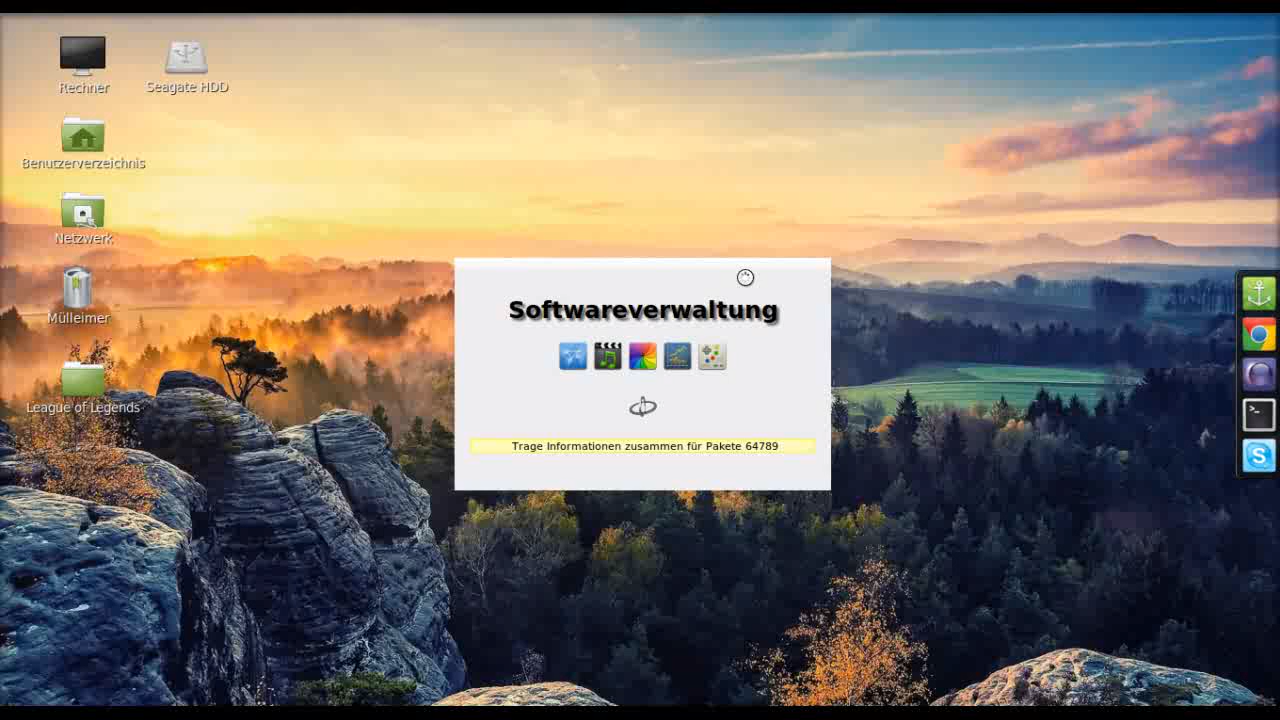 Rechner
Seagate HDD
Benutzerverzeichnis
Netzwerk
Mülleimer
League of Legends
Softwareverwaltung
Trage Informationen zusammen für Pakete 64789